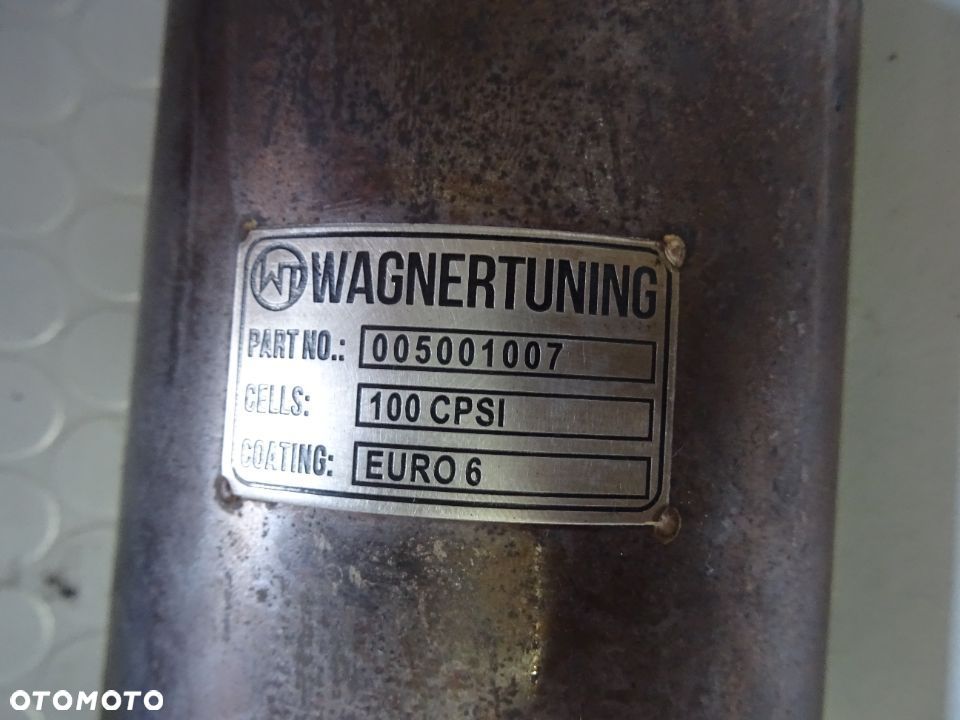 WT WAGNERTUNING
PART NO.: 005001007
CELLS: 100 CPSI
COATING: EURO 6
OTOMOTO